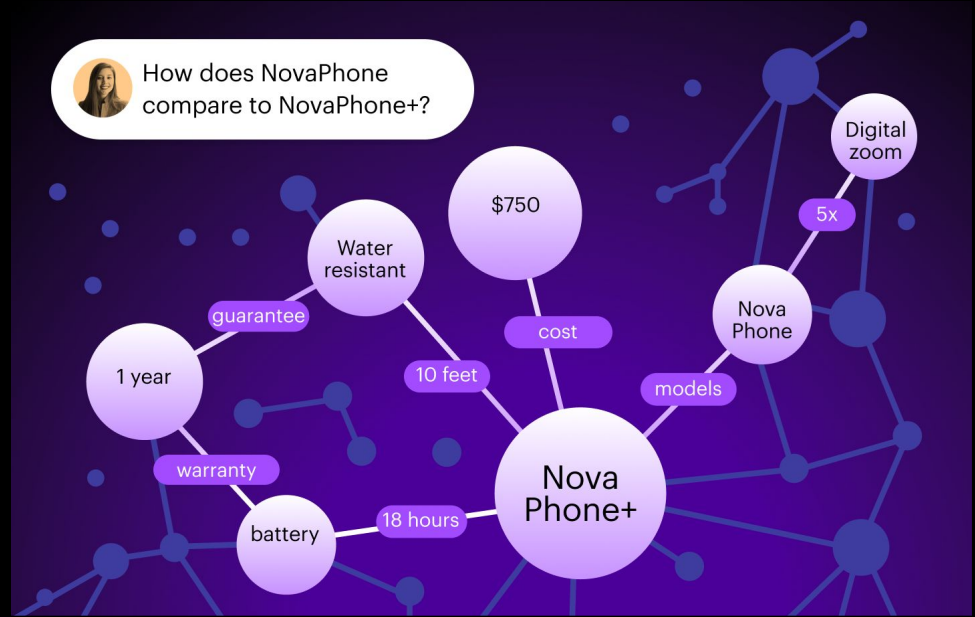 How does NovaPhone
compare to NovaPhone+?
Digital
zoom
5x
$750
Water
resistant
guarantee
Nova
Phone
cost
1 year
10 feet
models
warranty
Nova
Phone+
18 hours
battery